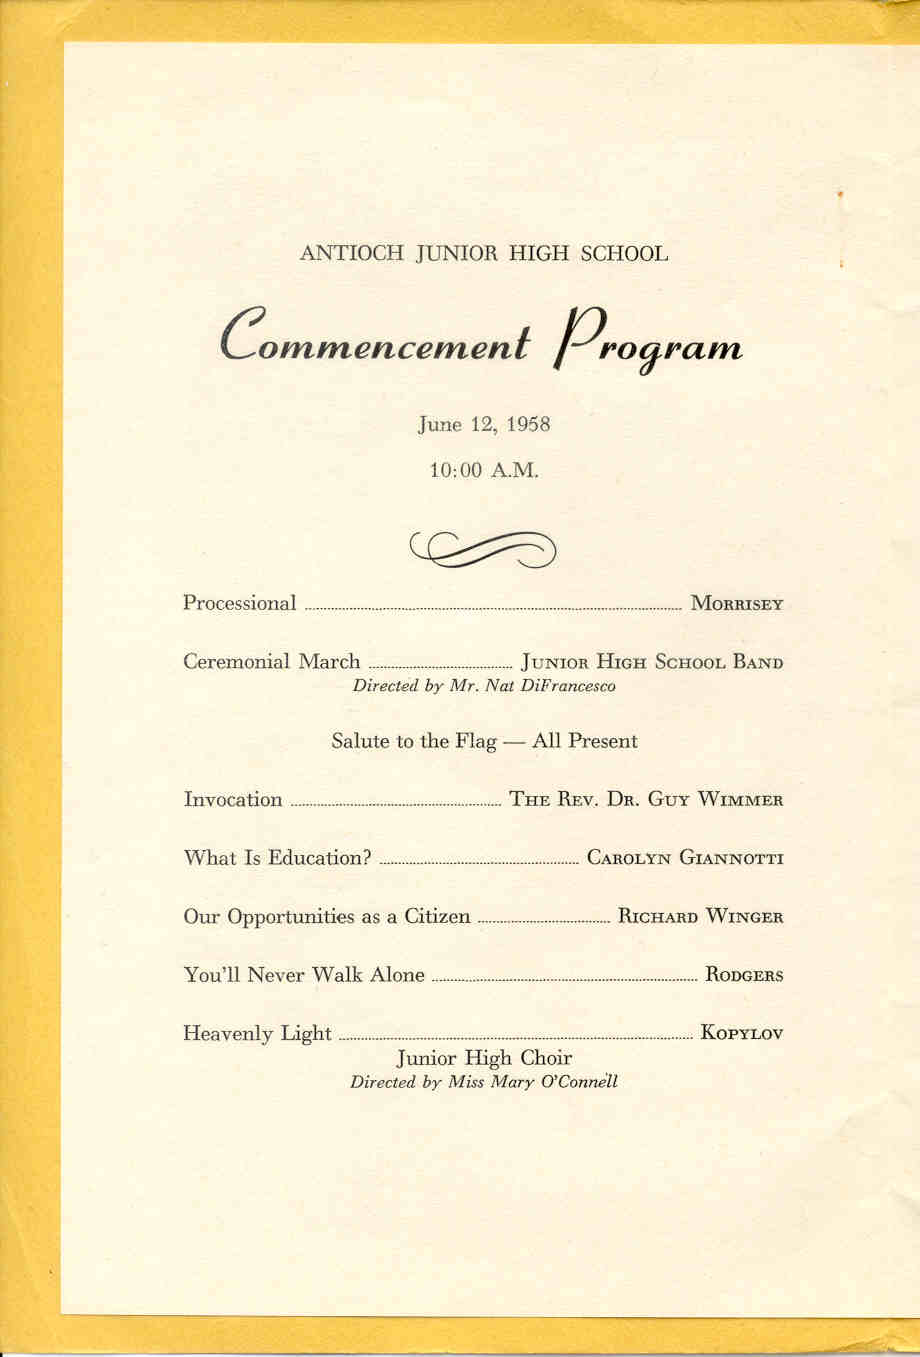 ANTIOCH JUNIOR HIGH SCHOOL
Commencement Program
June 12, 1958
10:00 A.M.
Processional ........ MORRISEY
Ceremonial March ........ JUNIOR HIGH SCHOOL BAND
Directed by Mr. Nat DiFrancesco
Salute to the Flag — All Present
Invocation ........ THE REV. DR. GUY WIMMER
What Is Education? ........ CAROLYN GIANNOTTI
Our Opportunities as a Citizen ........ RICHARD WINGER
You'll Never Walk Alone ........ RODGERS
Heavenly Light ........ KOPYLOV
Junior High Choir
Directed by Miss Mary O'Connell